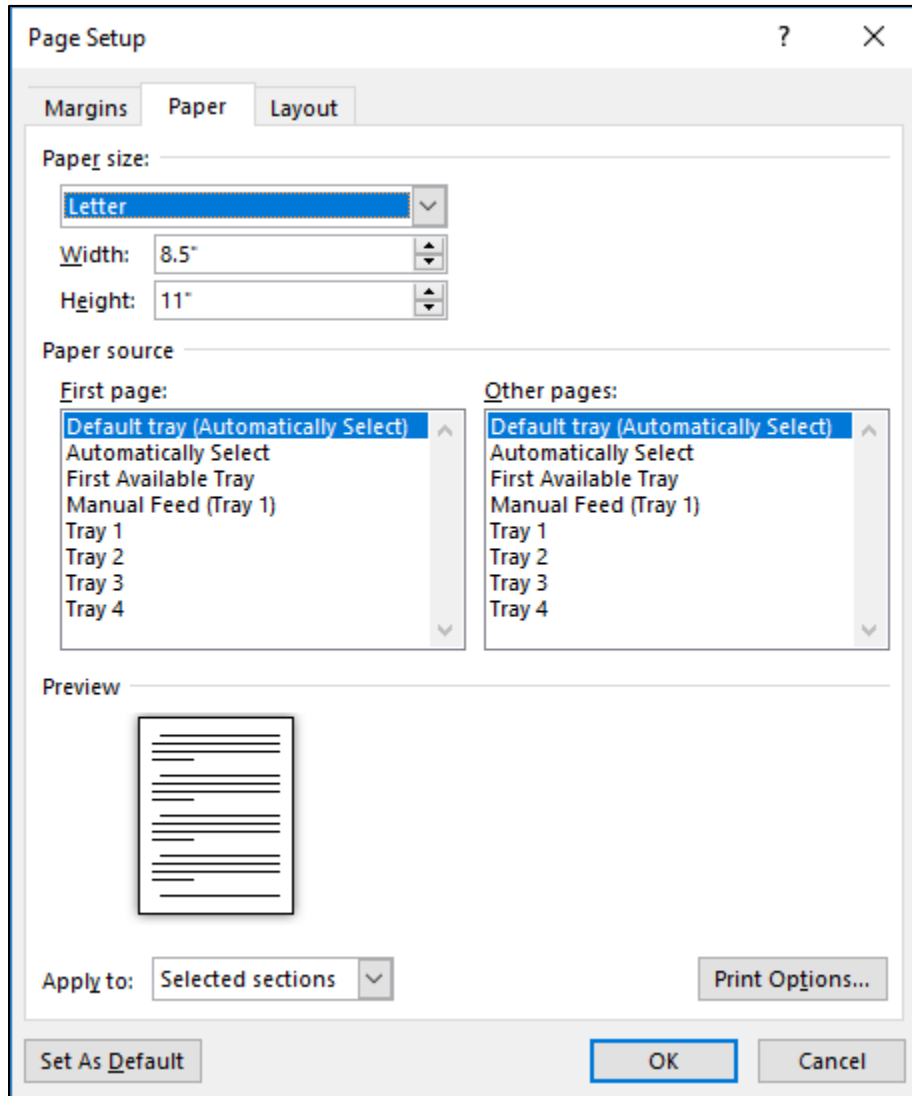 Page Setup
? ×
Margins Paper Layout
Paper size:
Letter
Width: 8.5"
Height: 11"
Paper source
First page: Other pages:
Default tray (Automatically Select) Default tray (Automatically Select)
Automatically Select Automatically Select
First Available Tray First Available Tray
Manual Feed (Tray 1) Manual Feed (Tray 1)
Tray 1 Tray 1
Tray 2 Tray 2
Tray 3 Tray 3
Tray 4 Tray 4
Preview
Apply to: Selected sections Print Options...
Set As Default OK Cancel